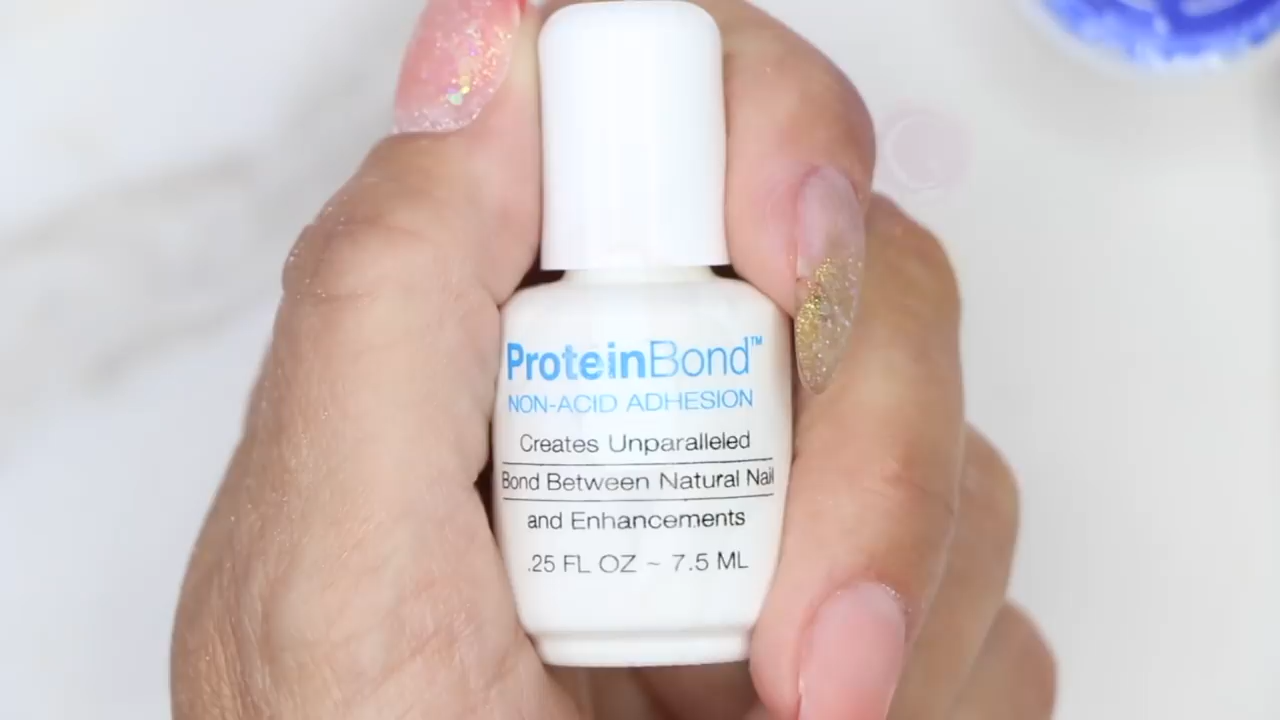 ProteinBond™
NON-ACID ADHESION
Creates Unparalleled
Bond Between Natural Nail
and Enhancements
.25 FL OZ ~ 7.5 ML